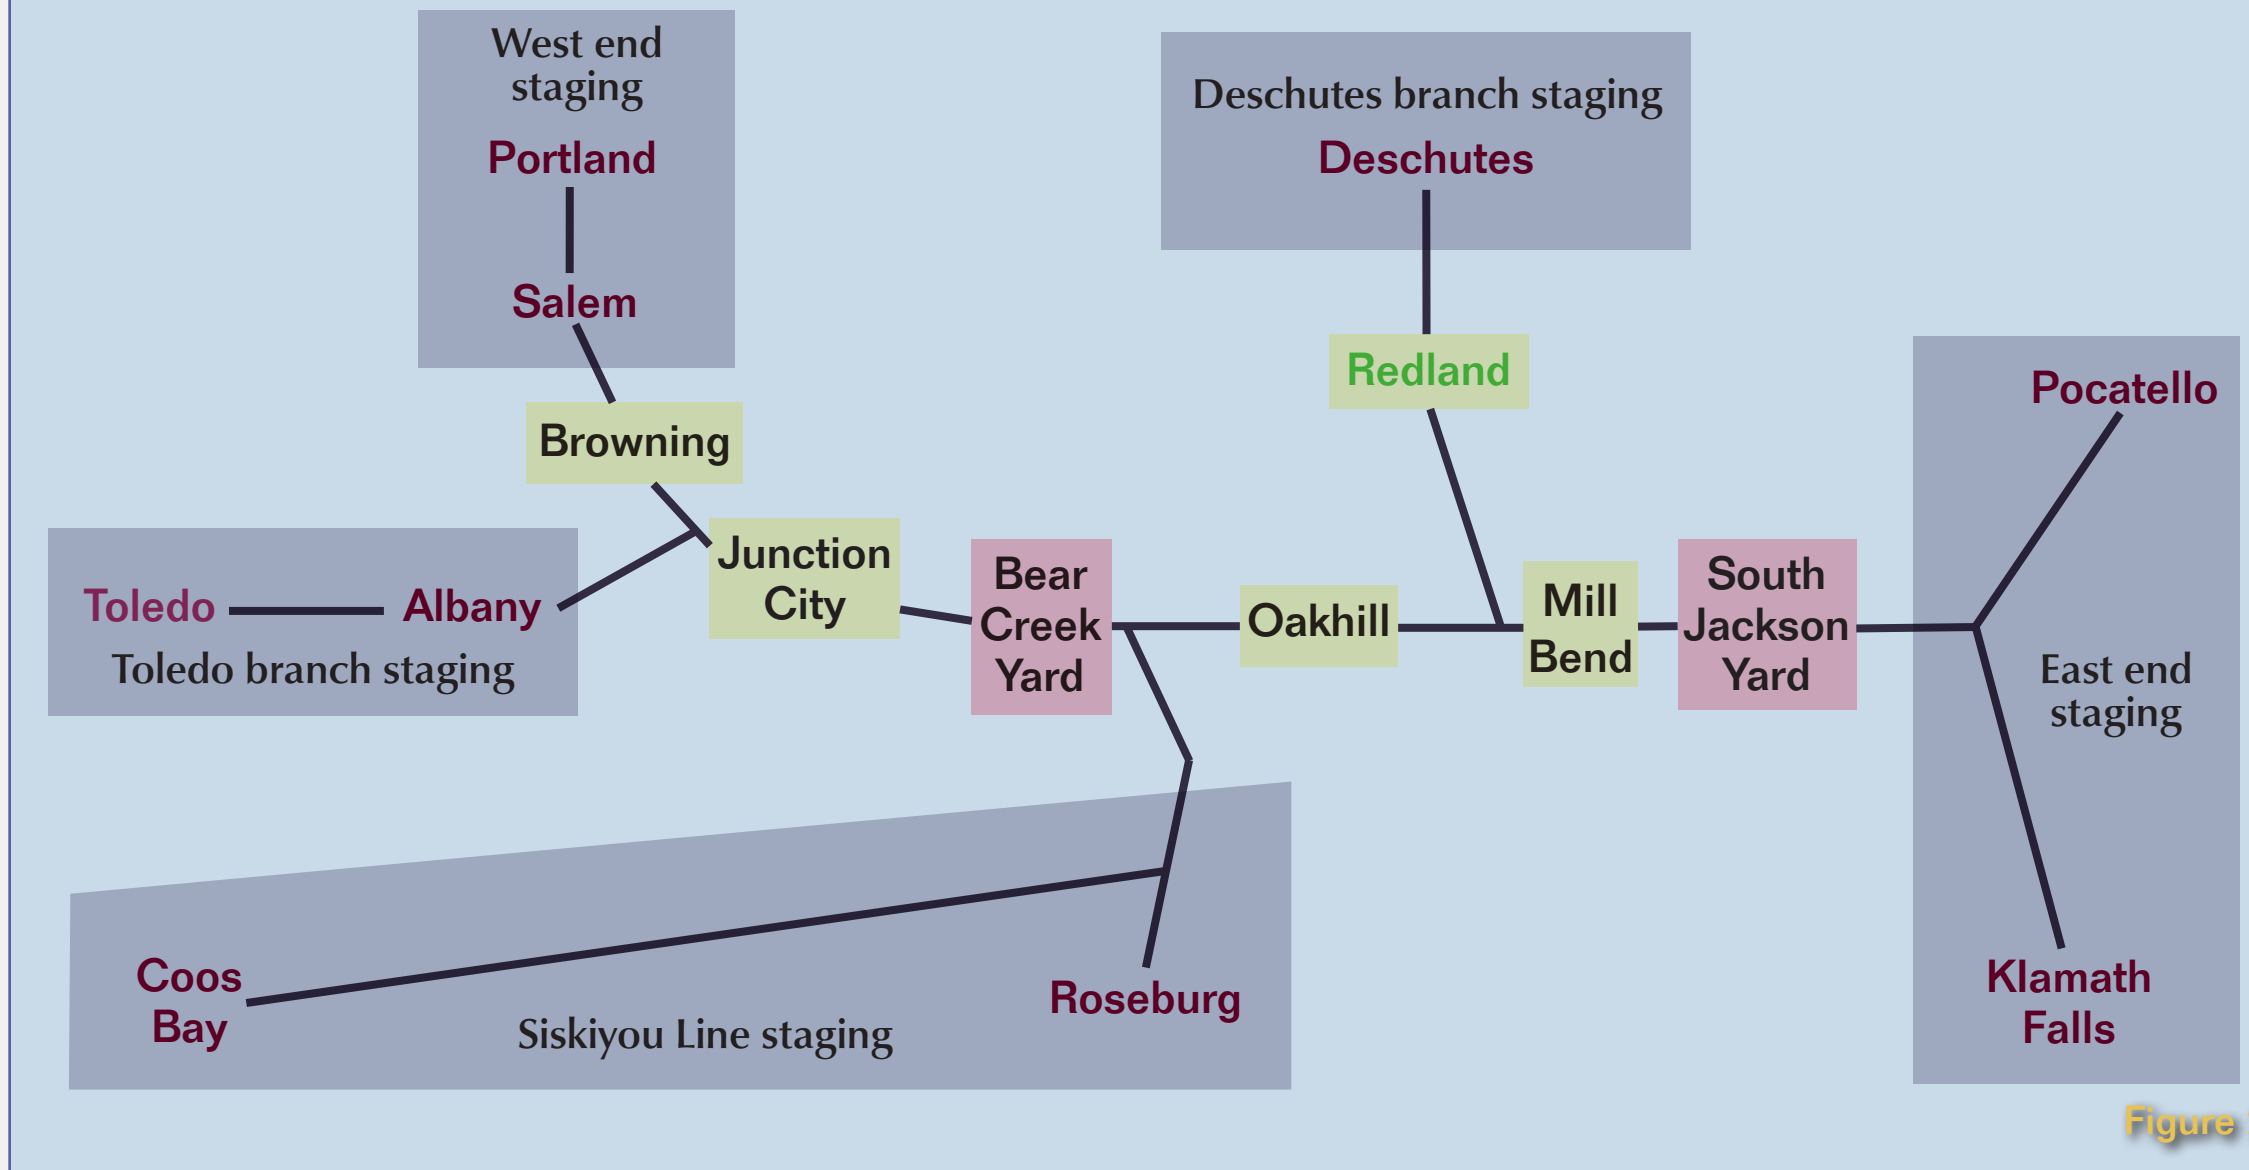 West end
staging
Portland
Salem
Browning
Deschutes branch staging
Deschutes
Redland
Pocatello
Toledo
Albany
Toledo branch staging
Junction
City
Bear
Creek
Yard
Oakhill
Mill
Bend
South
Jackson
Yard
East end
staging
Coos
Bay
Siskiyou Line staging
Roseburg
Klamath
Falls
Figure